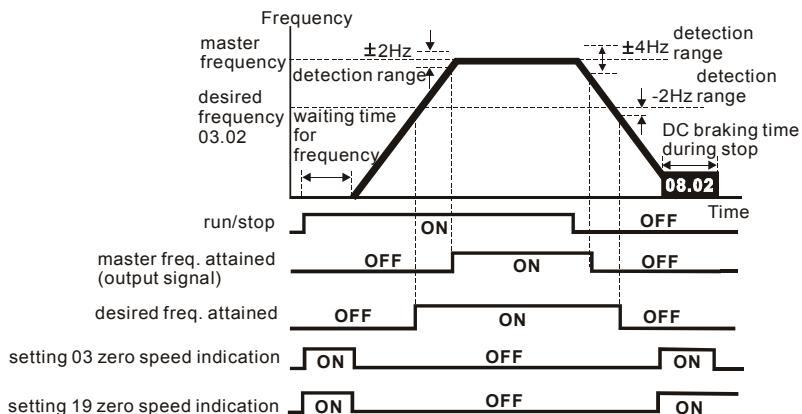 Frequency
master
frequency
±2Hz
detection range
±4Hz
detection
range
detection
-2Hz range
desired
frequency
03.02
waiting time
for
frequency
DC braking time
during stop
08.02
Time
run/stop
ON
OFF
master freq. attained
(output signal)
OFF
ON
OFF
desired freq. attained
OFF
ON
OFF
setting 03 zero speed indication
ON
OFF
ON
setting 19 zero speed indication
ON
OFF
ON